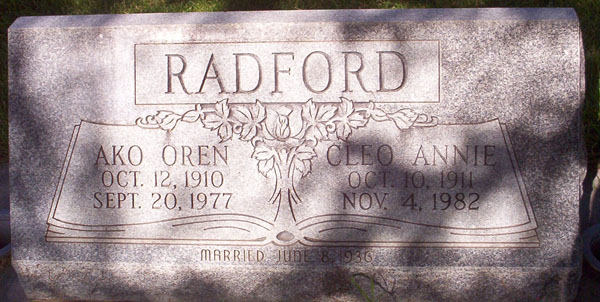 RADFORD
AKO OREN
OCT. 12, 1910
SEPT. 20, 1977
CLEO ANNIE
OCT. 10, 1911
NOV. 4, 1982
MARRIED JUNE 8, 1936